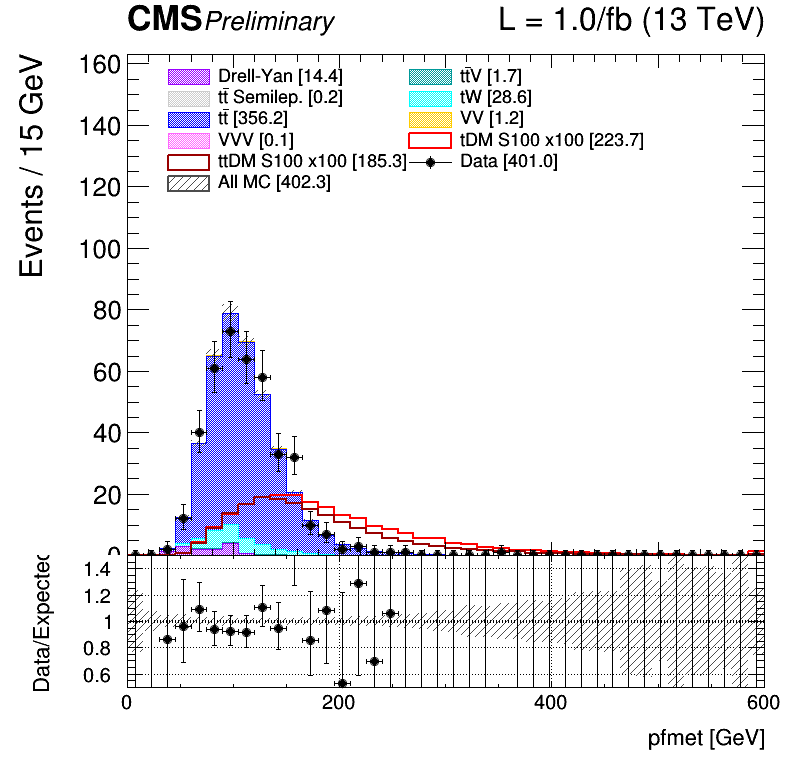 CMS Preliminary L = 1.0/fb (13 TeV)
Events / 15 GeV
160
140
120
100
80
60
40
20
0
Drell-Yan [14.4]
tt̄ Semilep. [0.2]
tt̄ [356.2]
VVV [0.1]
ttDM S100 x100 [185.3]
All MC [402.3]
tt̄V [1.7]
tW [28.6]
VV [1.2]
tDM S100 x100 [223.7]
Data [401.0]
Data/Expected
1.4
1.2
1
0.8
0.6
0 200 400 600
pfmet [GeV]